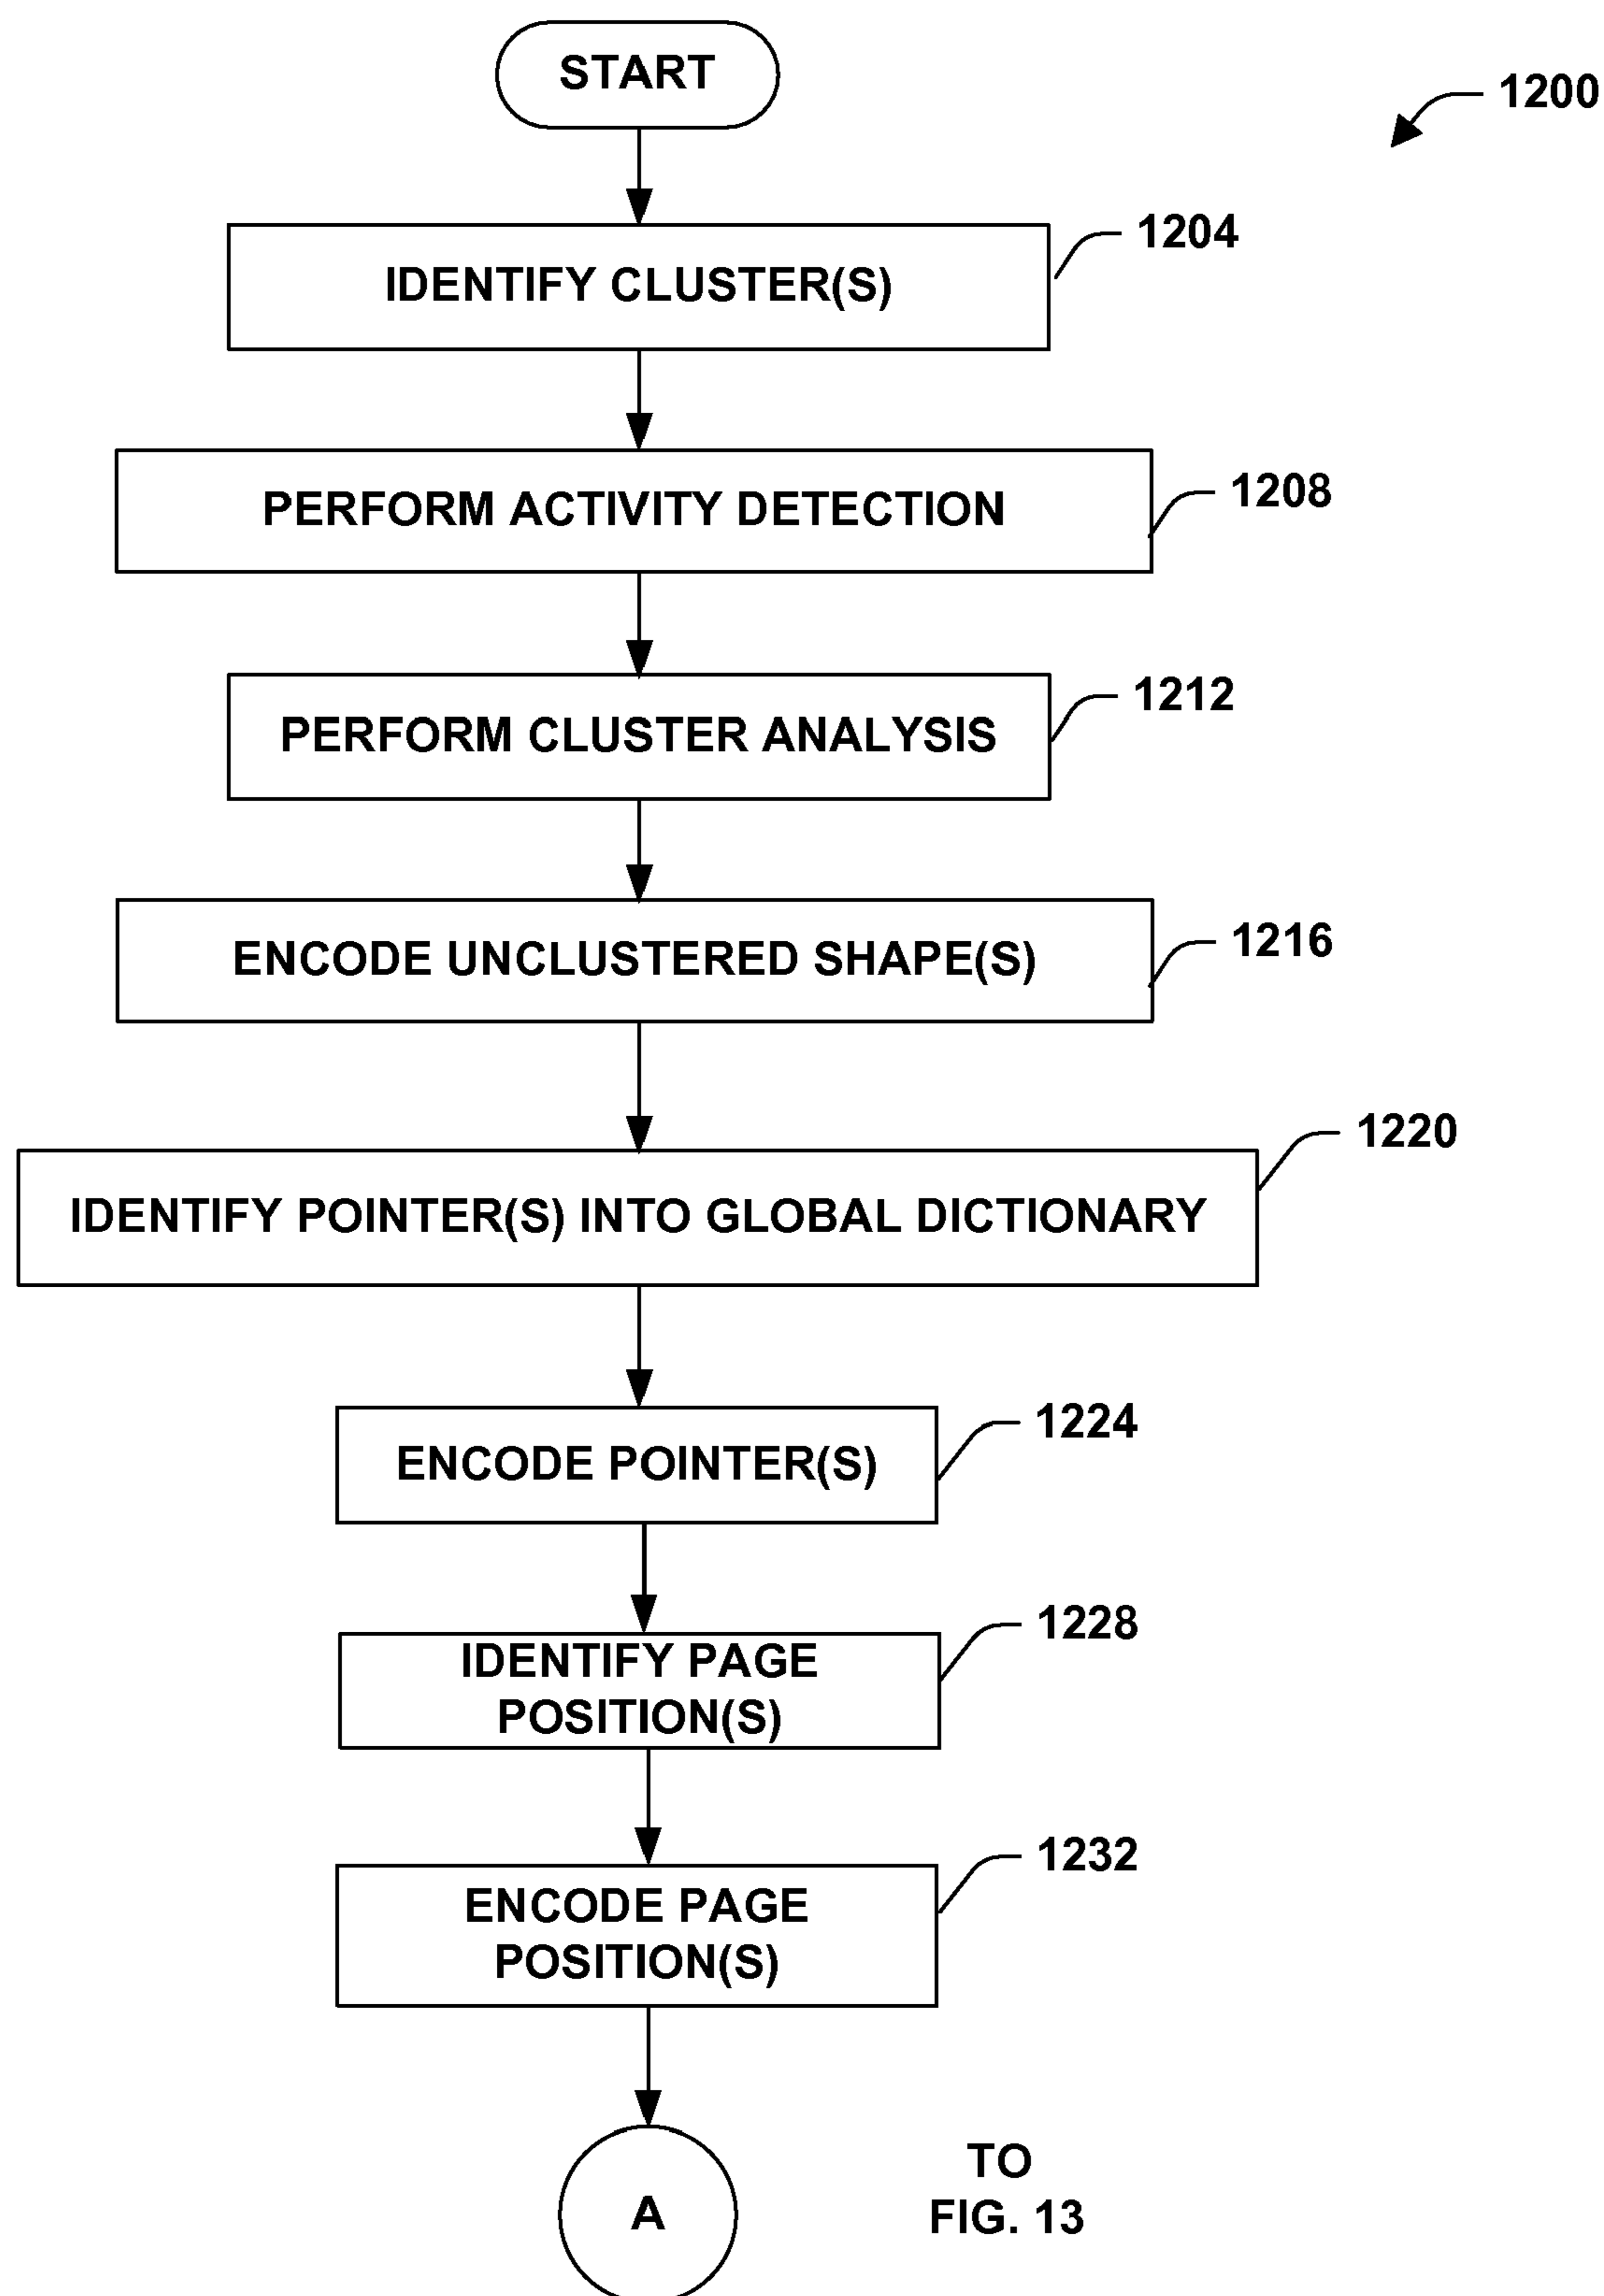 START
1200
1204
IDENTIFY CLUSTER(S)
1208
PERFORM ACTIVITY DETECTION
1212
PERFORM CLUSTER ANALYSIS
1216
ENCODE UNCLUSTERED SHAPE(S)
1220
IDENTIFY POINTER(S) INTO GLOBAL DICTIONARY
1224
ENCODE POINTER(S)
1228
IDENTIFY PAGE
POSITION(S)
1232
ENCODE PAGE
POSITION(S)
A
TO
FIG. 13